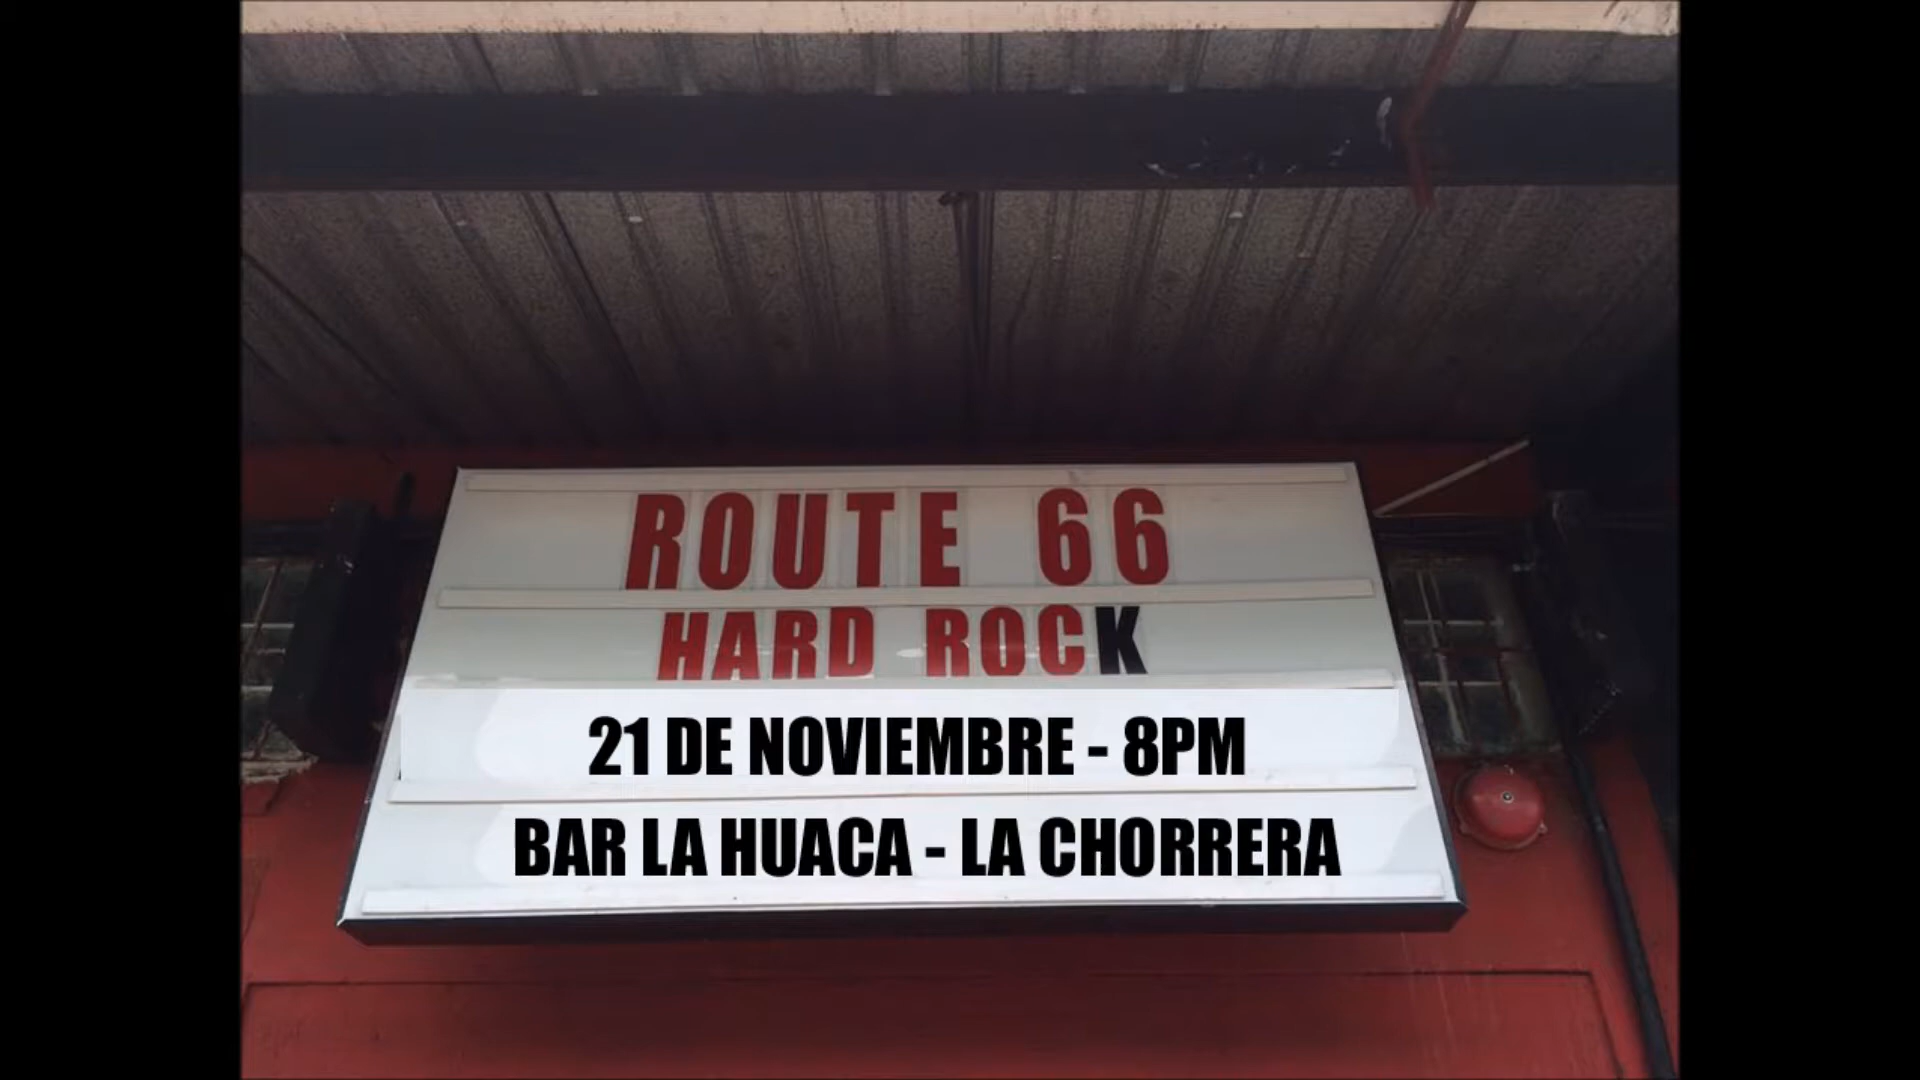 ROUTE 66
HARD ROCK
21 DE NOVIEMBRE - 8PM
BAR LA HUACA - LA CHORRERA